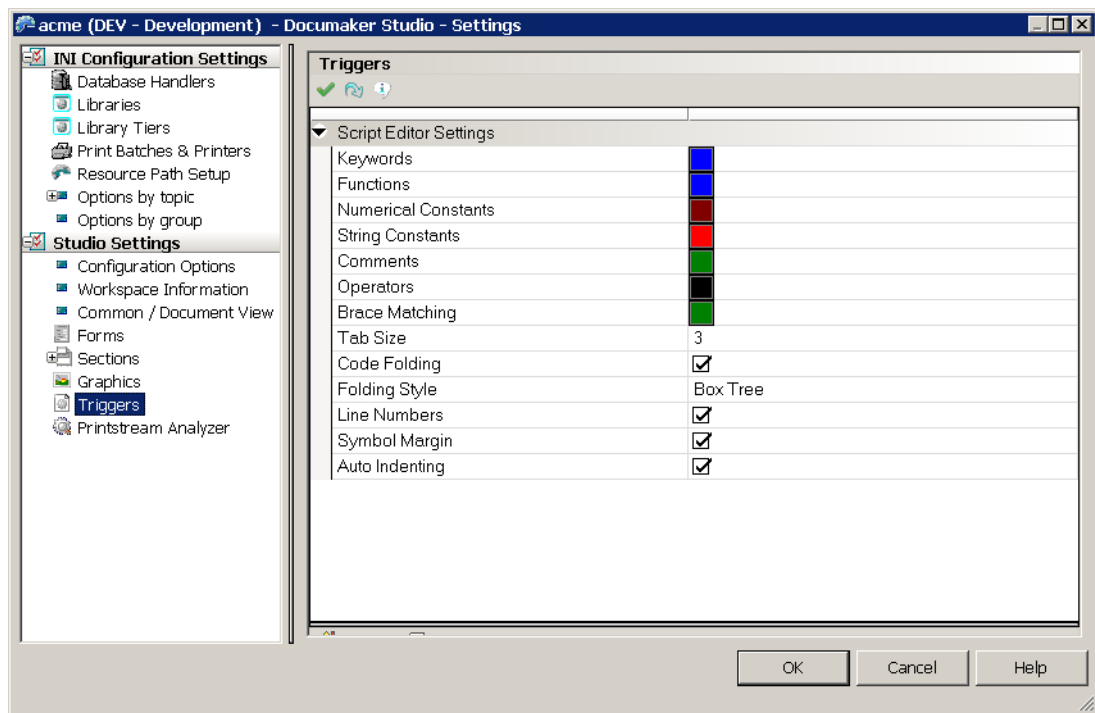 acme (DEV - Development) - Documaker Studio - Settings
INI Configuration Settings
Database Handlers
Libraries
Library Tiers
Print Batches & Printers
Resource Path Setup
Options by topic
Options by group
Studio Settings
Configuration Options
Workspace Information
Common / Document View
Forms
Sections
Graphics
Triggers
Printstream Analyzer
Triggers
Script Editor Settings
Keywords
Functions
Numerical Constants
String Constants
Comments
Operators
Brace Matching
Tab Size 3
Code Folding
Folding Style Box Tree
Line Numbers
Symbol Margin
Auto Indenting
OK Cancel Help